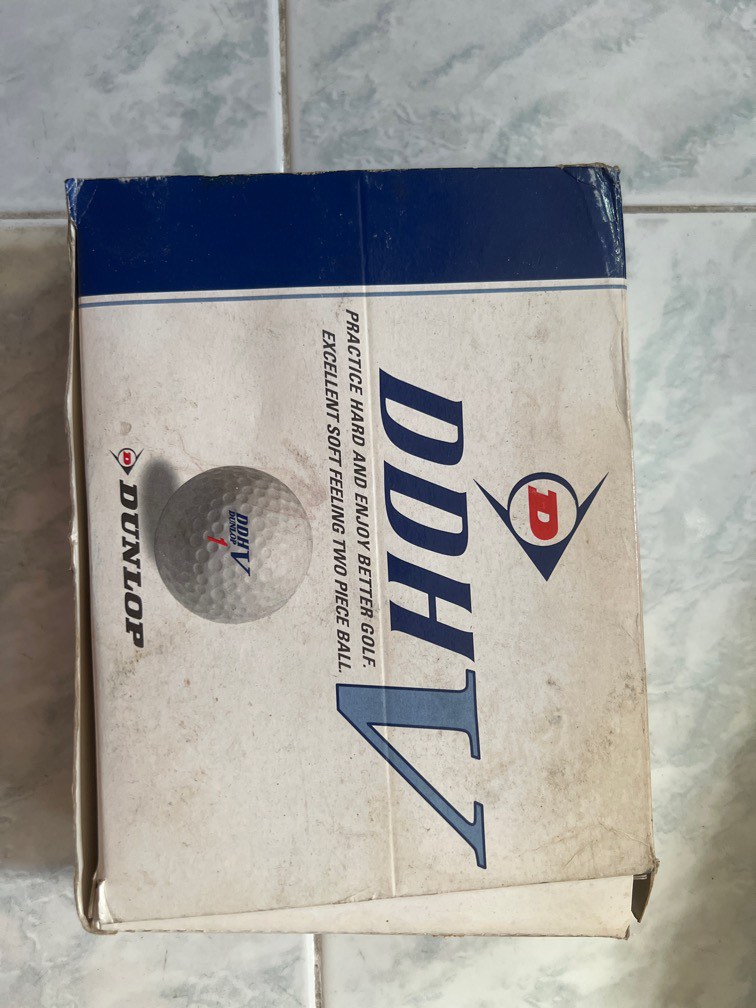 D
DDH V
PRACTICE HARD AND ENJOY BETTER GOLF.
EXCELLENT SOFT FEELING TWO PIECE BALL.
DDH V
DUNLOP
1
D DUNLOP